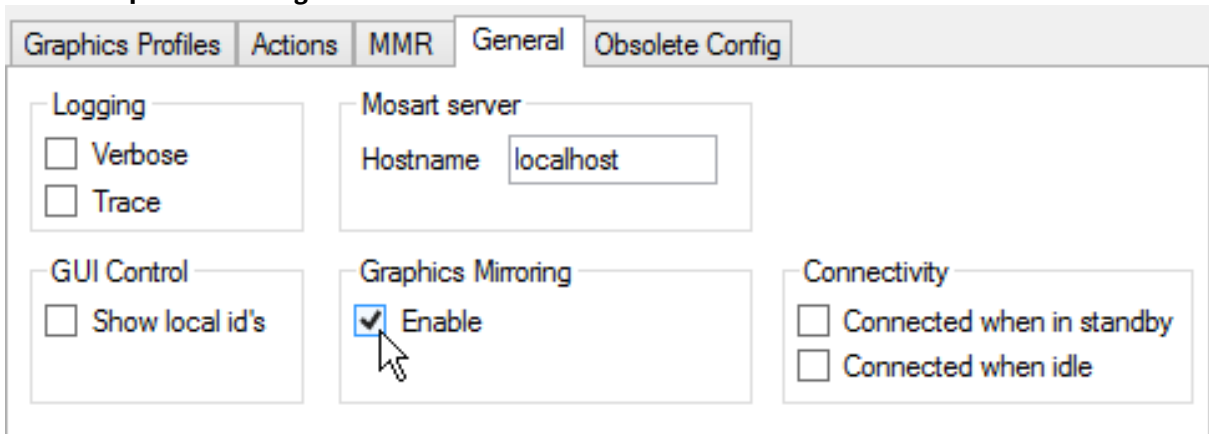 Graphics Profiles Actions MMR General Obsolete Config
Logging
Verbose
Trace
Mosart server
Hostname localhost
GUI Control
Show local id's
Graphics Mirroring
Enable
Connectivity
Connected when in standby
Connected when idle